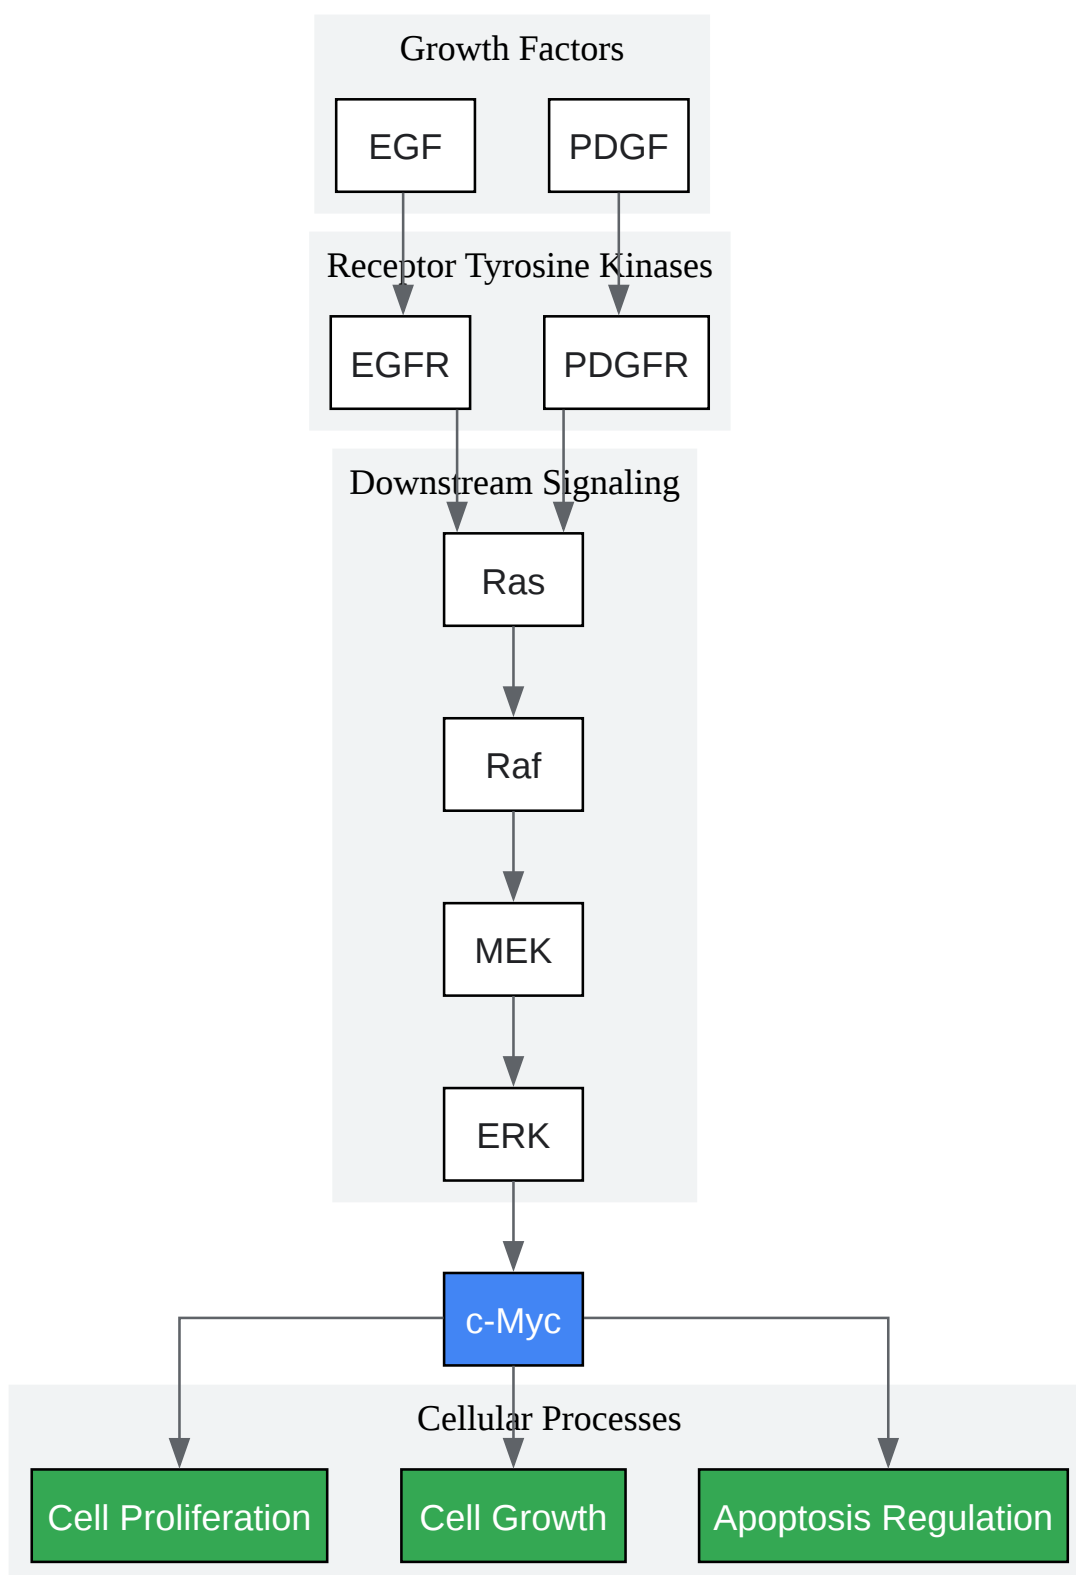 Growth Factors
EGF
PDGF
Receptor Tyrosine Kinases
EGFR
PDGFR
Downstream Signaling
Ras
Raf
MEK
ERK
c-Myc
Cellular Processes
Cell Proliferation
Cell Growth
Apoptosis Regulation